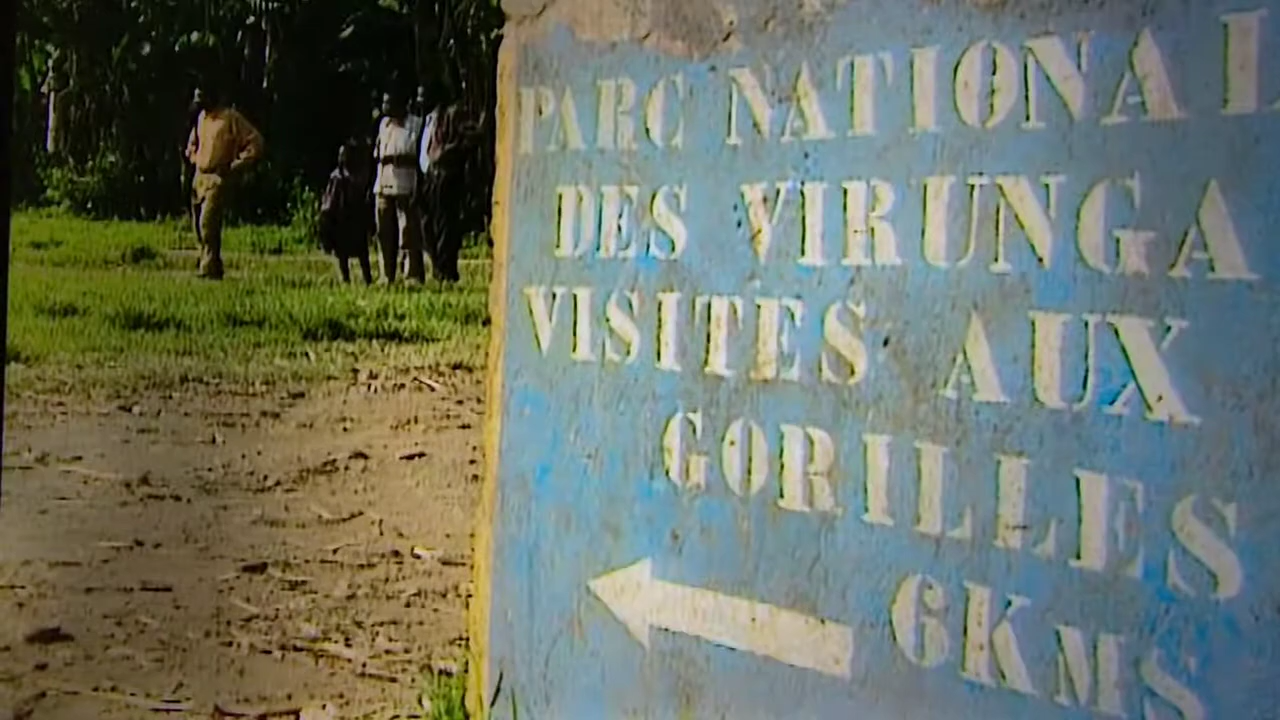 PARC NATIONAL
DES VIRUNGA
VISITES AUX
GORILLES
6KMS